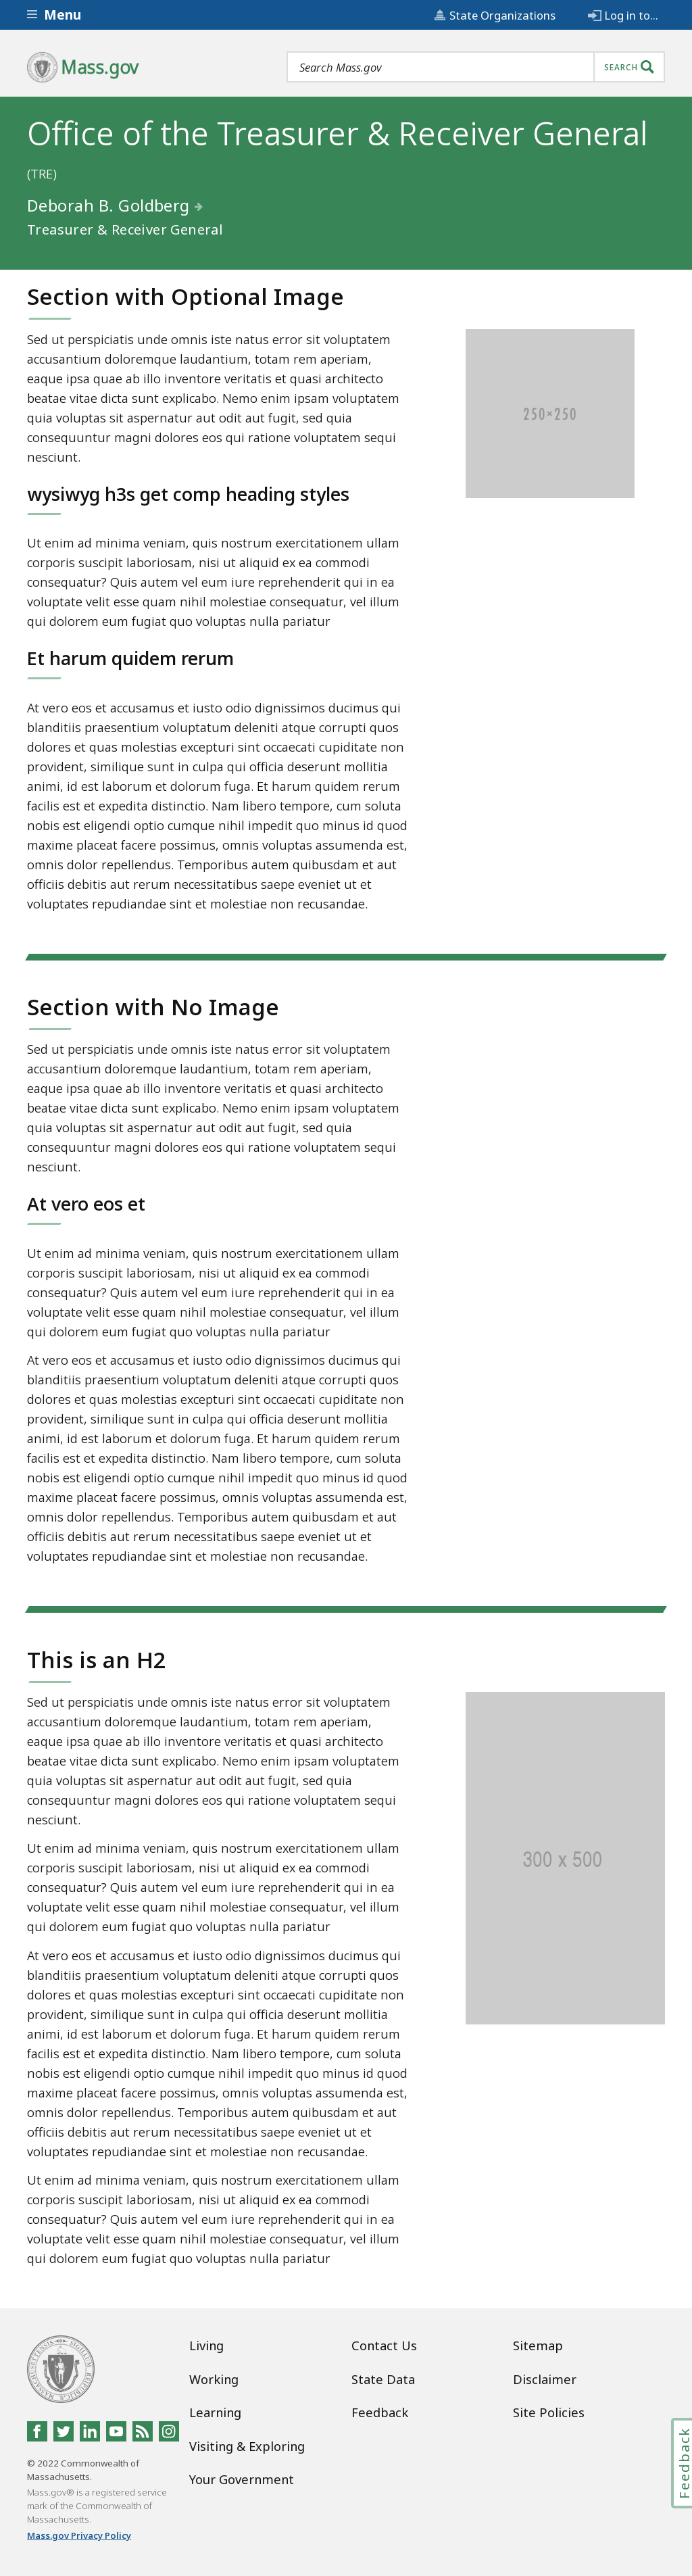 Menu
State Organizations
Log in to...
Mass.gov
Search Mass.gov
SEARCH
Office of the Treasurer & Receiver General
(TRE)
Deborah B. Goldberg
Treasurer & Receiver General
Section with Optional Image
Sed ut perspiciatis unde omnis iste natus error sit voluptatem
accusantium doloremque laudantium, totam rem aperiam,
eaque ipsa quae ab illo inventore veritatis et quasi architecto
beatae vitae dicta sunt explicabo. Nemo enim ipsam voluptatem
quia voluptas sit aspernatur aut odit aut fugit, sed quia
consequuntur magni dolores eos qui ratione voluptatem sequi
nesciunt.
250×250
wysiwyg h3s get comp heading styles
Ut enim ad minima veniam, quis nostrum exercitationem ullam
corporis suscipit laboriosam, nisi ut aliquid ex ea commodi
consequatur? Quis autem vel eum iure reprehenderit qui in ea
voluptate velit esse quam nihil molestiae consequatur, vel illum
qui dolorem eum fugiat quo voluptas nulla pariatur
Et harum quidem rerum
At vero eos et accusamus et iusto odio dignissimos ducimus qui
blanditiis praesentium voluptatum deleniti atque corrupti quos
dolores et quas molestias excepturi sint occaecati cupiditate non
provident, similique sunt in culpa qui officia deserunt mollitia
animi, id est laborum et dolorum fuga. Et harum quidem rerum
facilis est et expedita distinctio. Nam libero tempore, cum soluta
nobis est eligendi optio cumque nihil impedit quo minus id quod
maxime placeat facere possimus, omnis voluptas assumenda est,
omnis dolor repellendus. Temporibus autem quibusdam et aut
officiis debitis aut rerum necessitatibus saepe eveniet ut et
voluptates repudiandae sint et molestiae non recusandae.
Section with No Image
Sed ut perspiciatis unde omnis iste natus error sit voluptatem
accusantium doloremque laudantium, totam rem aperiam,
eaque ipsa quae ab illo inventore veritatis et quasi architecto
beatae vitae dicta sunt explicabo. Nemo enim ipsam voluptatem
quia voluptas sit aspernatur aut odit aut fugit, sed quia
consequuntur magni dolores eos qui ratione voluptatem sequi
nesciunt.
At vero eos et
Ut enim ad minima veniam, quis nostrum exercitationem ullam
corporis suscipit laboriosam, nisi ut aliquid ex ea commodi
consequatur? Quis autem vel eum iure reprehenderit qui in ea
voluptate velit esse quam nihil molestiae consequatur, vel illum
qui dolorem eum fugiat quo voluptas nulla pariatur
At vero eos et accusamus et iusto odio dignissimos ducimus qui
blanditiis praesentium voluptatum deleniti atque corrupti quos
dolores et quas molestias excepturi sint occaecati cupiditate non
provident, similique sunt in culpa qui officia deserunt mollitia
animi, id est laborum et dolorum fuga. Et harum quidem rerum
facilis est et expedita distinctio. Nam libero tempore, cum soluta
nobis est eligendi optio cumque nihil impedit quo minus id quod
maxime placeat facere possimus, omnis voluptas assumenda est,
omnis dolor repellendus. Temporibus autem quibusdam et aut
officiis debitis aut rerum necessitatibus saepe eveniet ut et
voluptates repudiandae sint et molestiae non recusandae.
This is an H2
Sed ut perspiciatis unde omnis iste natus error sit voluptatem
accusantium doloremque laudantium, totam rem aperiam,
eaque ipsa quae ab illo inventore veritatis et quasi architecto
beatae vitae dicta sunt explicabo. Nemo enim ipsam voluptatem
quia voluptas sit aspernatur aut odit aut fugit, sed quia
consequuntur magni dolores eos qui ratione voluptatem sequi
nesciunt.
300 x 500
Ut enim ad minima veniam, quis nostrum exercitationem ullam
corporis suscipit laboriosam, nisi ut aliquid ex ea commodi
consequatur? Quis autem vel eum iure reprehenderit qui in ea
voluptate velit esse quam nihil molestiae consequatur, vel illum
qui dolorem eum fugiat quo voluptas nulla pariatur
At vero eos et accusamus et iusto odio dignissimos ducimus qui
blanditiis praesentium voluptatum deleniti atque corrupti quos
dolores et quas molestias excepturi sint occaecati cupiditate non
provident, similique sunt in culpa qui officia deserunt mollitia
animi, id est laborum et dolorum fuga. Et harum quidem rerum
facilis est et expedita distinctio. Nam libero tempore, cum soluta
nobis est eligendi optio cumque nihil impedit quo minus id quod
maxime placeat facere possimus, omnis voluptas assumenda est,
omnis dolor repellendus. Temporibus autem quibusdam et aut
officiis debitis aut rerum necessitatibus saepe eveniet ut et
voluptates repudiandae sint et molestiae non recusandae.
Ut enim ad minima veniam, quis nostrum exercitationem ullam
corporis suscipit laboriosam, nisi ut aliquid ex ea commodi
consequatur? Quis autem vel eum iure reprehenderit qui in ea
voluptate velit esse quam nihil molestiae consequatur, vel illum
qui dolorem eum fugiat quo voluptas nulla pariatur
Living
Working
Learning
Visiting & Exploring
Your Government
Contact Us
State Data
Feedback
Sitemap
Disclaimer
Site Policies
© 2022 Commonwealth of
Massachusetts.
Mass.gov® is a registered service
mark of the Commonwealth of
Massachusetts.
Mass.gov Privacy Policy
Feedback